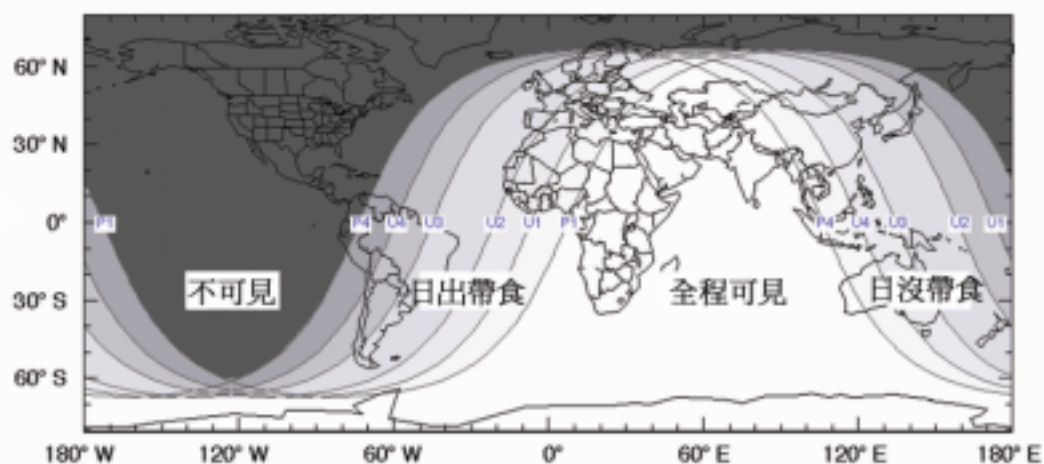 60° N
30° N
0°
P1 P4 U4 U3 U2 U1 P1 P4 U4 U3 U2 U1
不可見 日出帶食 全程可見 日沒帶食
30° S
60° S
180° W 120° W 60° W 0° 60° E 120° E 180° E